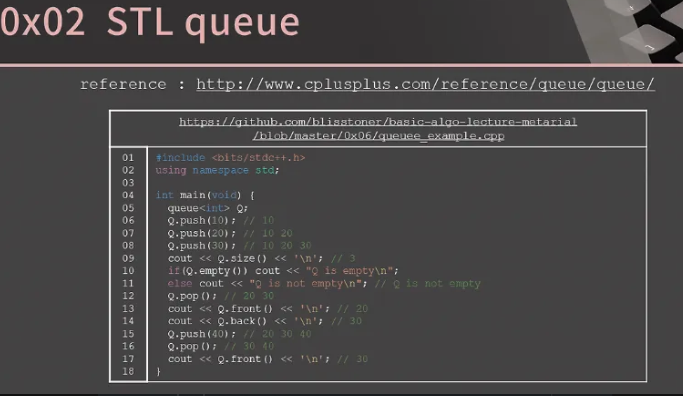 0x02 STL queue
reference : http://www.cplusplus.com/reference/queue/queue/
https://github.com/blisstoner/basic-algo-lecture-metarial
/blob/master/0x06/queuee_example.cpp
01 #include <bits/stdc++.h>
02 using namespace std;
03
04 int main(void) {
05 queue<int> Q;
06 Q.push(10); // 10
07 Q.push(20); // 10 20
08 Q.push(30); // 10 20 30
09 cout << Q.size() << '\n'; // 3
10 if(Q.empty()) cout << "Q is empty\n";
11 else cout << "Q is not empty\n"; // Q is not empty
12 Q.pop(); // 20 30
13 cout << Q.front() << '\n'; // 20
14 cout << Q.back() << '\n'; // 30
15 Q.push(40); // 20 30 40
16 Q.pop(); // 30 40
17 cout << Q.front() << '\n'; // 30
18 }